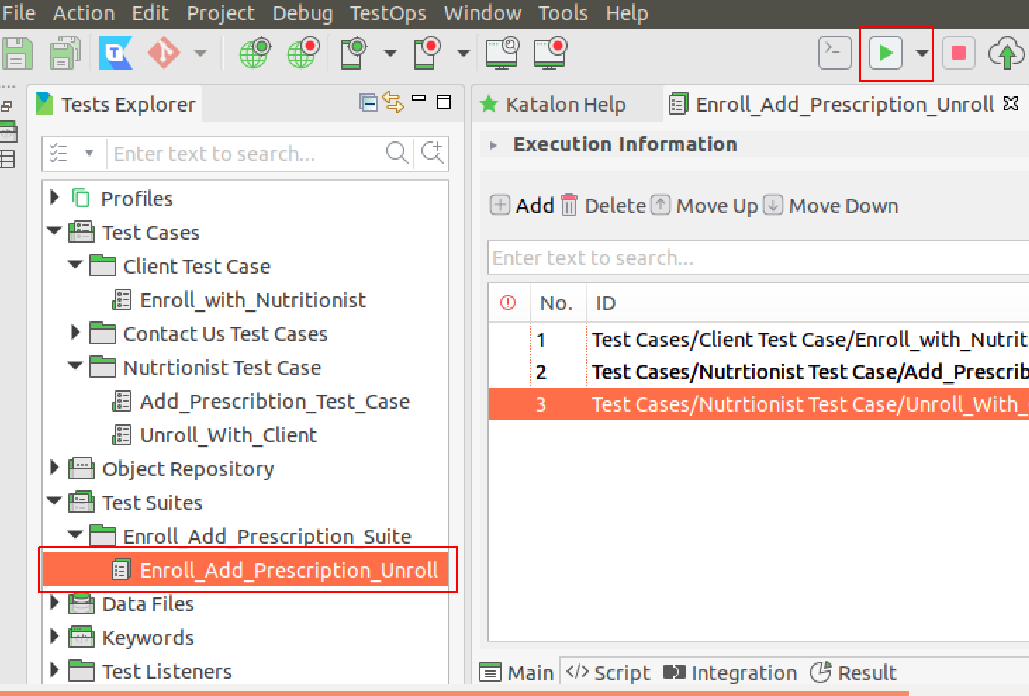 File Action Edit Project Debug TestOps Window Tools Help
Tests Explorer
Katalon Help
Enroll_Add_Prescription_Unroll
Enter text to search...
Execution Information
Profiles
Test Cases
Client Test Case
Enroll_with_Nutritionist
Contact Us Test Cases
Nutrtionist Test Case
Add_Prescribtion_Test_Case
Unroll_With_Client
Object Repository
Test Suites
Enroll_Add_Prescription_Suite
Enroll_Add_Prescription_Unroll
Data Files
Keywords
Test Listeners
Add Delete Move Up Move Down
Enter text to search...
No. ID
1 Test Cases/Client Test Case/Enroll_with_Nutrit
2 Test Cases/Nutrtionist Test Case/Add_Prescrib
3 Test Cases/Nutrtionist Test Case/Unroll_With_
Main </> Script Integration Result